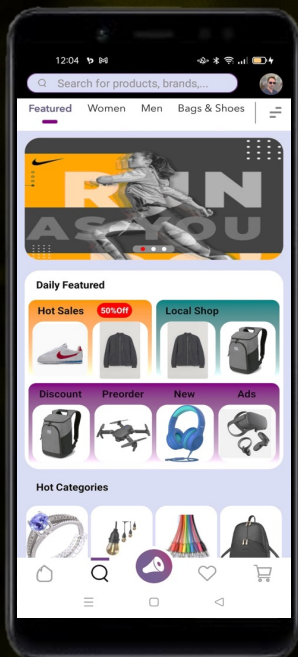 12:04
Search for products, brands,...
Featured Women Men Bags & Shoes
RUN
AS YOU
Daily Featured
Hot Sales 50%Off Local Shop
Discount Preorder New Ads
Hot Categories